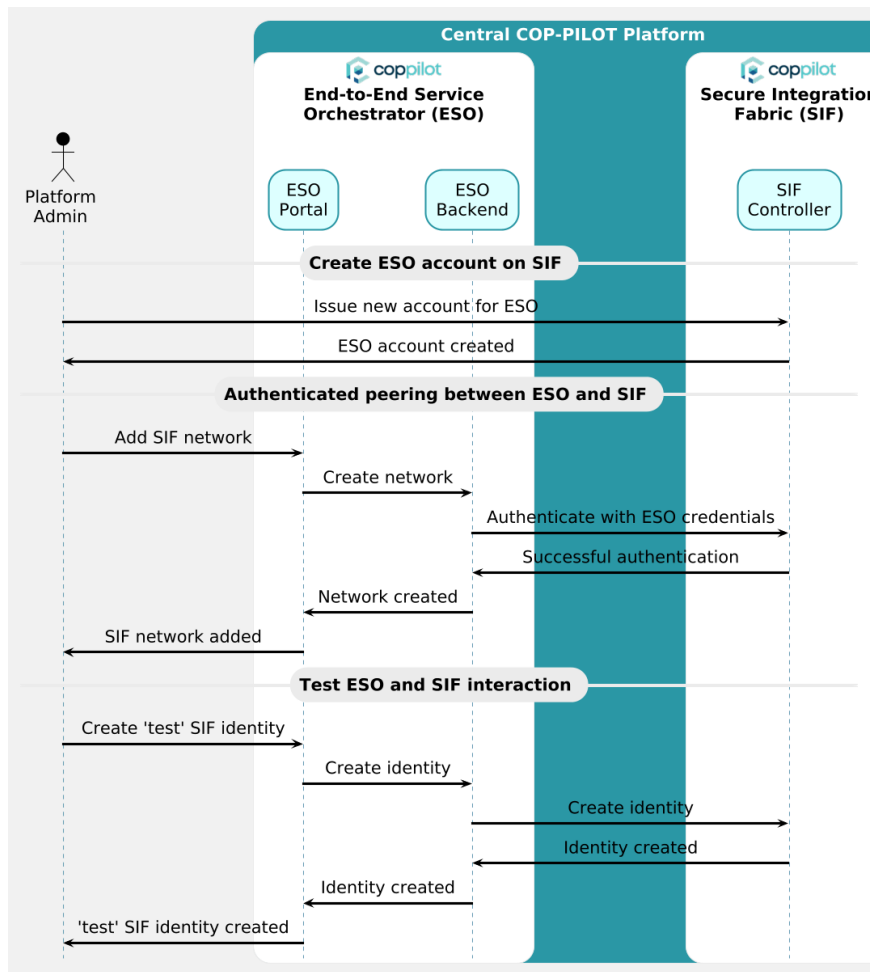 Central COP-PILOT Platform
coppilot
End-to-End Service
Orchestrator (ESO)
coppilot
Secure Integration
Fabric (SIF)
Platform
Admin
ESO
Portal
ESO
Backend
SIF
Controller
Create ESO account on SIF
Issue new account for ESO
ESO account created
Authenticated peering between ESO and SIF
Add SIF network
Create network
Authenticate with ESO credentials
Successful authentication
Network created
SIF network added
Test ESO and SIF interaction
Create 'test' SIF identity
Create identity
Create identity
Identity created
Identity created
'test' SIF identity created